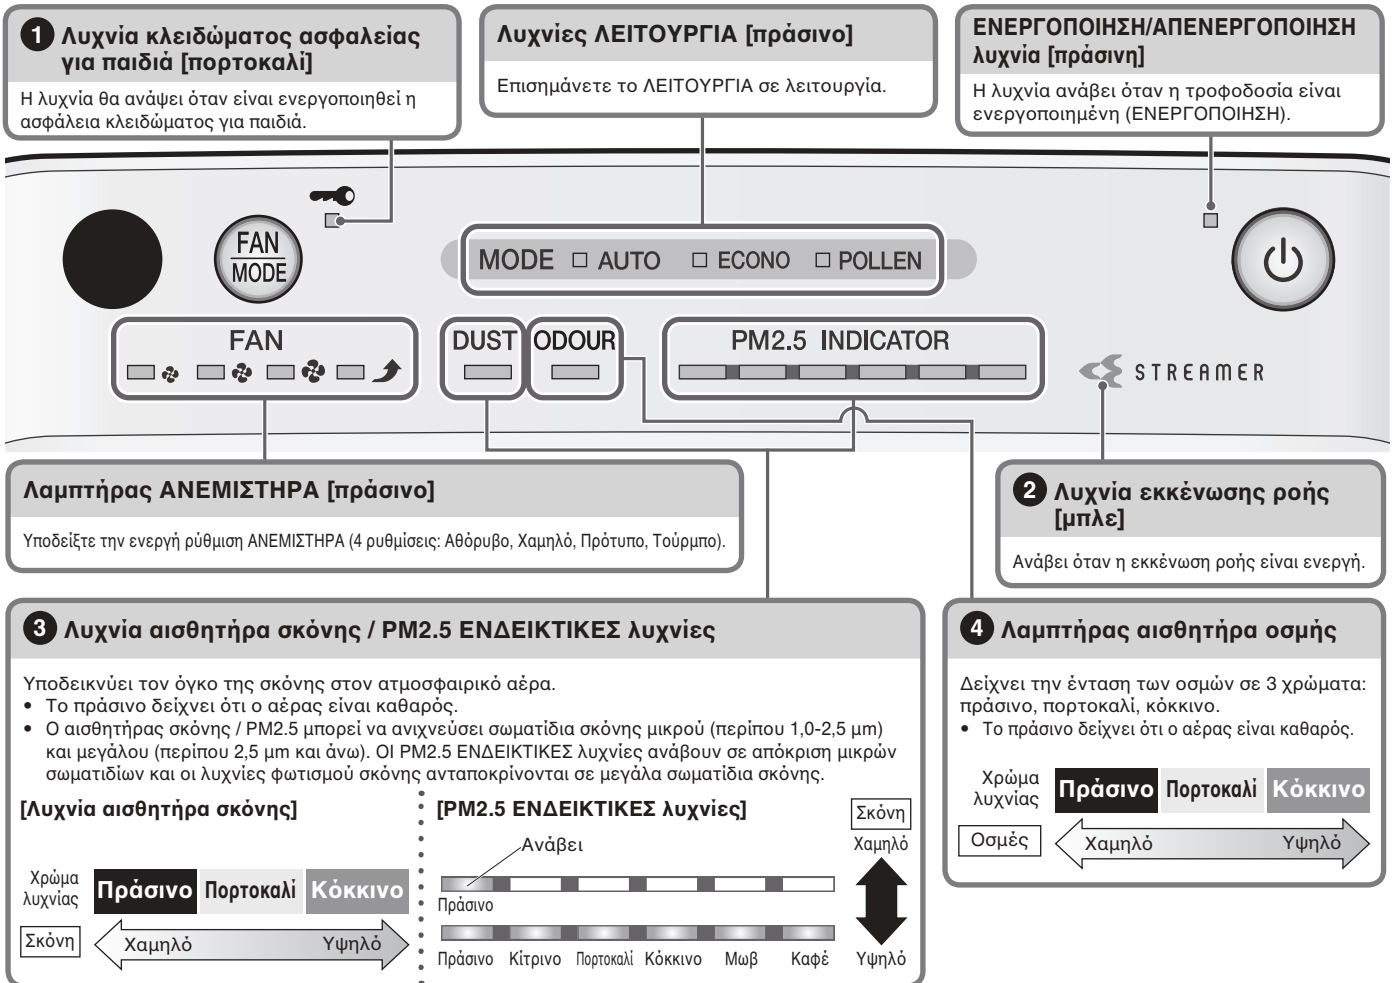 1 Λυχνία κλειδώματος ασφαλείας
για παιδιά [πορτοκαλί]
Η λυχνία θα ανάψει όταν είναι ενεργοποιηθεί η
ασφάλεια κλειδώματος για παιδιά.
Λυχνίες ΛΕΙΤΟΥΡΓΙΑ [πράσινο]
Επισημάνετε το ΛΕΙΤΟΥΡΓΙΑ σε λειτουργία.
ΕΝΕΡΓΟΠΟΙΗΣΗ/ΑΠΕΝΕΡΓΟΠΟΙΗΣΗ
λυχνία [πράσινη]
Η λυχνία ανάβει όταν η τροφοδοσία είναι
ενεργοποιημένη (ΕΝΕΡΓΟΠΟΙΗΣΗ).
FAN
MODE
MODE AUTO ECONO POLLEN
FAN
DUST
ODOUR
PM2.5 INDICATOR
STREAMER
Λαμπτήρας ΑΝΕΜΙΣΤΗΡΑ [πράσινο]
Υποδείξτε την ενεργή ρύθμιση ΑΝΕΜΙΣΤΗΡΑ (4 ρυθμίσεις: Αθόρυβο, Χαμηλό, Πρότυπο, Τούρμπο).
2 Λυχνία εκκένωσης ροής
[μπλε]
Ανάβει όταν η εκκένωση ροής είναι ενεργή.
3 Λυχνία αισθητήρα σκόνης / PM2.5 ΕΝΔΕΙΚΤΙΚΕΣ λυχνίες
Υποδεικνύει τον όγκο της σκόνης στον ατμοσφαιρικό αέρα.
• Το πράσινο δείχνει ότι ο αέρας είναι καθαρός.
• Ο αισθητήρας σκόνης / PM2.5 μπορεί να ανιχνεύσει σωματίδια σκόνης μικρού (περίπου 1,0-2,5 μm)
και μεγάλου (περίπου 2,5 μm και άνω). ΟΙ PM2.5 ΕΝΔΕΙΚΤΙΚΕΣ λυχνίες ανάβουν σε απόκριση μικρών
σωματιδίων και οι λυχνίες φωτισμού σκόνης ανταποκρίνονται σε μεγάλα σωματίδια σκόνης.
[Λυχνία αισθητήρα σκόνης]
Χρώμα
λυχνίας
Πράσινο Πορτοκαλί Κόκκινο
Σκόνη
Χαμηλό Υψηλό
[PM2.5 ΕΝΔΕΙΚΤΙΚΕΣ λυχνίες]
Ανάβει
Πράσινο
Πράσινο Κίτρινο Πορτοκαλί Κόκκινο Μωβ Καφέ
Σκόνη
Χαμηλό
Υψηλό
4 Λαμπτήρας αισθητήρα οσμής
Δείχνει την ένταση των οσμών σε 3 χρώματα:
πράσινο, πορτοκαλί, κόκκινο.
• Το πράσινο δείχνει ότι ο αέρας είναι καθαρός.
Χρώμα
λυχνίας
Πράσινο Πορτοκαλί Κόκκινο
Οσμές
Χαμηλό Υψηλό